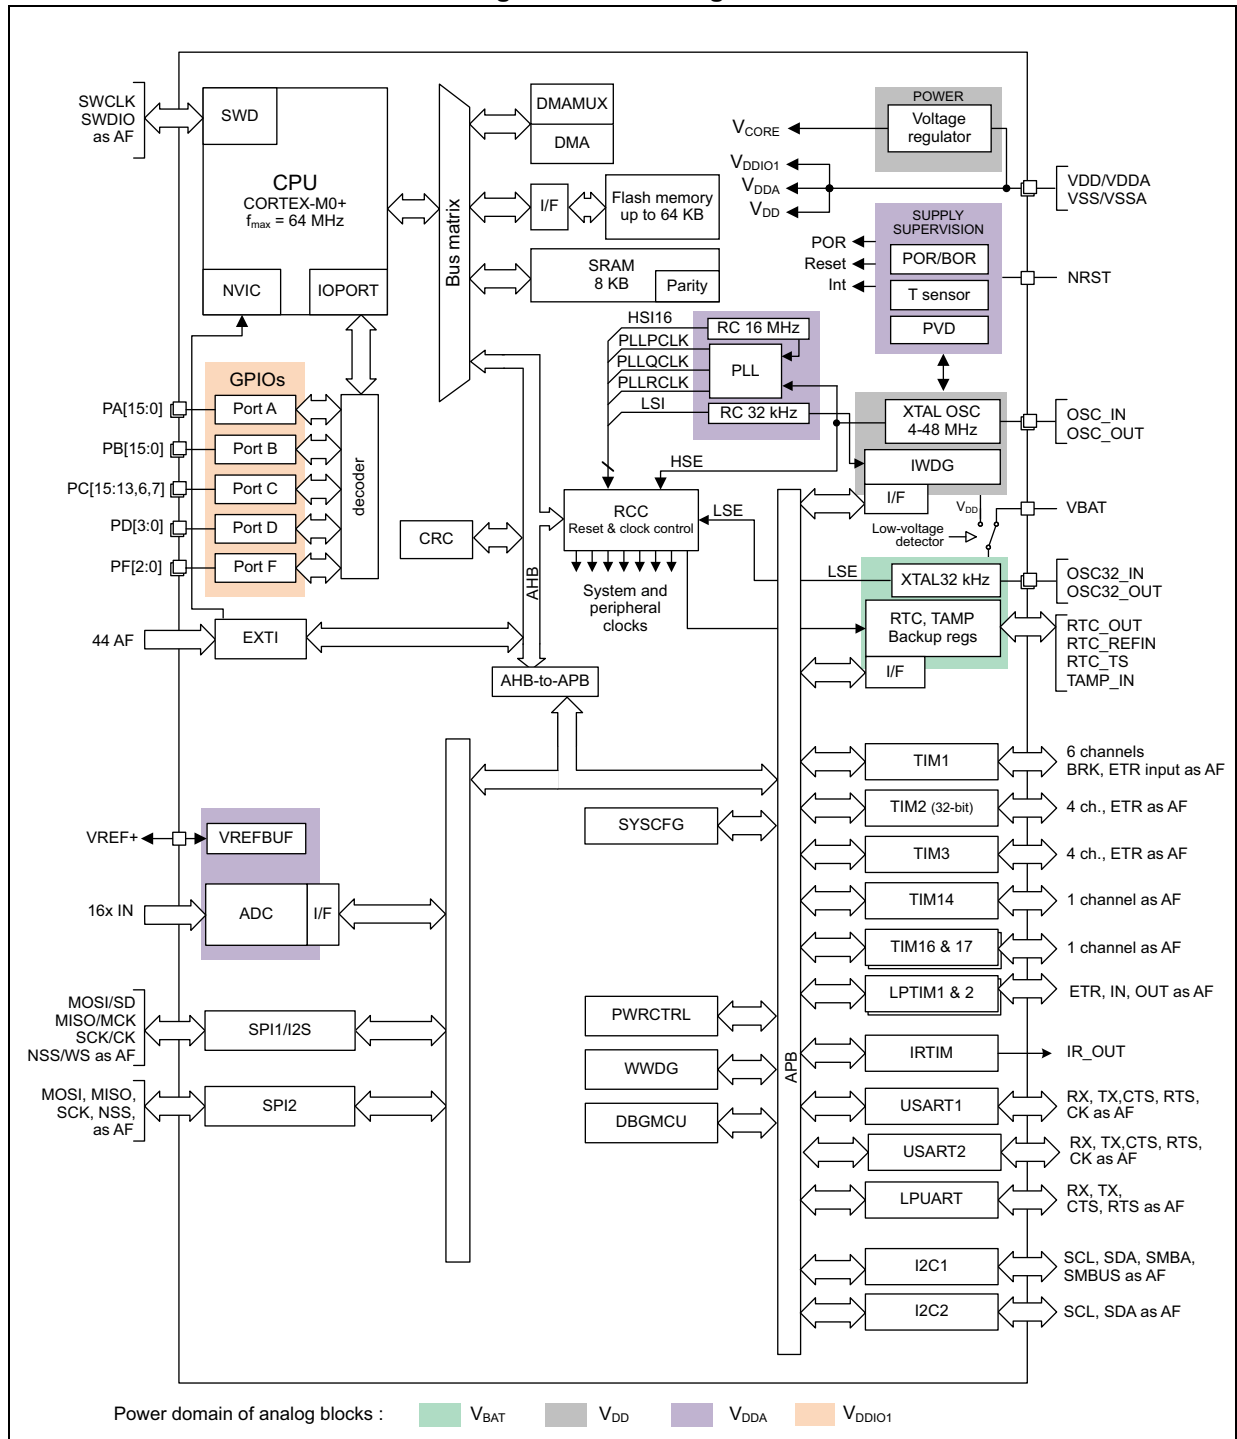 SWCLK
SWDIO
as AF
SWD
CPU
CORTEX-M0+
fmax = 64 MHz
NVIC
IOPORT
Bus matrix
DMAMUX
DMA
I/F
Flash memory
up to 64 KB
SRAM
8 KB
Parity
POWER
Voltage
regulator
VCORE
VDDIO1
VDDA
VDD
VDD/VDDA
VSS/VSSA
SUPPLY
SUPERVISION
POR/BOR
T sensor
PVD
POR
Reset
Int
NRST
HSI16
PLLPCLK
PLLQCLK
PLLRCLK
LSI
RC 16 MHz
PLL
RC 32 kHz
GPIOs
Port A
Port B
Port C
Port D
Port F
PA[15:0]
PB[15:0]
PC[15:13,6,7]
PD[3:0]
PF[2:0]
decoder
XTAL OSC
4-48 MHz
IWDG
I/F
OSC_IN
OSC_OUT
HSE
VDD
VBAT
Low-voltage
detector
RCC
Reset & clock control
LSE
CRC
AHB
System and
peripheral
clocks
LSE
XTAL32 kHz
OSC32_IN
OSC32_OUT
RTC, TAMP
Backup regs
I/F
RTC_OUT
RTC_REFIN
RTC_TS
TAMP_IN
44 AF
EXTI
AHB-to-APB
TIM1
6 channels
BRK, ETR input as AF
TIM2 (32-bit)
4 ch., ETR as AF
SYSCFG
TIM3
4 ch., ETR as AF
VREF+
VREFBUF
16x IN
ADC
I/F
TIM14
1 channel as AF
TIM16 & 17
1 channel as AF
LPTIM1 & 2
ETR, IN, OUT as AF
MOSI/SD
MISO/MCK
SCK/CK
NSS/WS as AF
SPI1/I2S
PWRCTRL
APB
IRTIM
IR_OUT
WWDG
MOSI, MISO,
SCK, NSS,
as AF
SPI2
DBGMCU
USART1
RX, TX,CTS, RTS,
CK as AF
USART2
RX, TX,CTS, RTS,
CK as AF
LPUART
RX, TX,
CTS, RTS as AF
I2C1
SCL, SDA, SMBA,
SMBUS as AF
I2C2
SCL, SDA as AF
Power domain of analog blocks :
VBAT
VDD
VDDA
VDDIO1